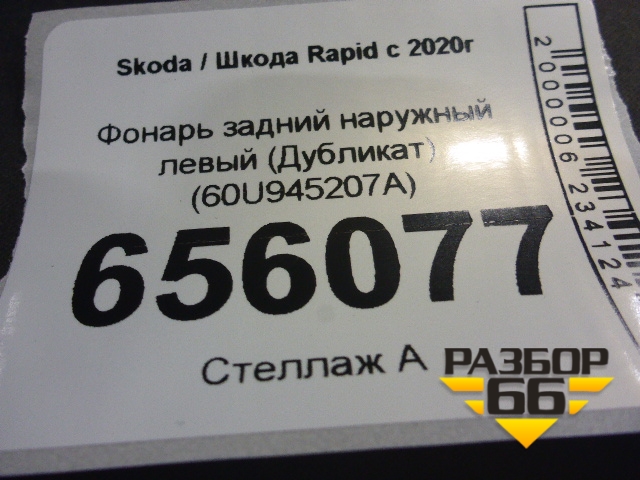 Skoda / Шкода Rapid с 2020г
Фонарь задний наружный
левый (Дубликат)
(60U945207A)
656077
Стеллаж А
2000006234124
РАЗБОР
66